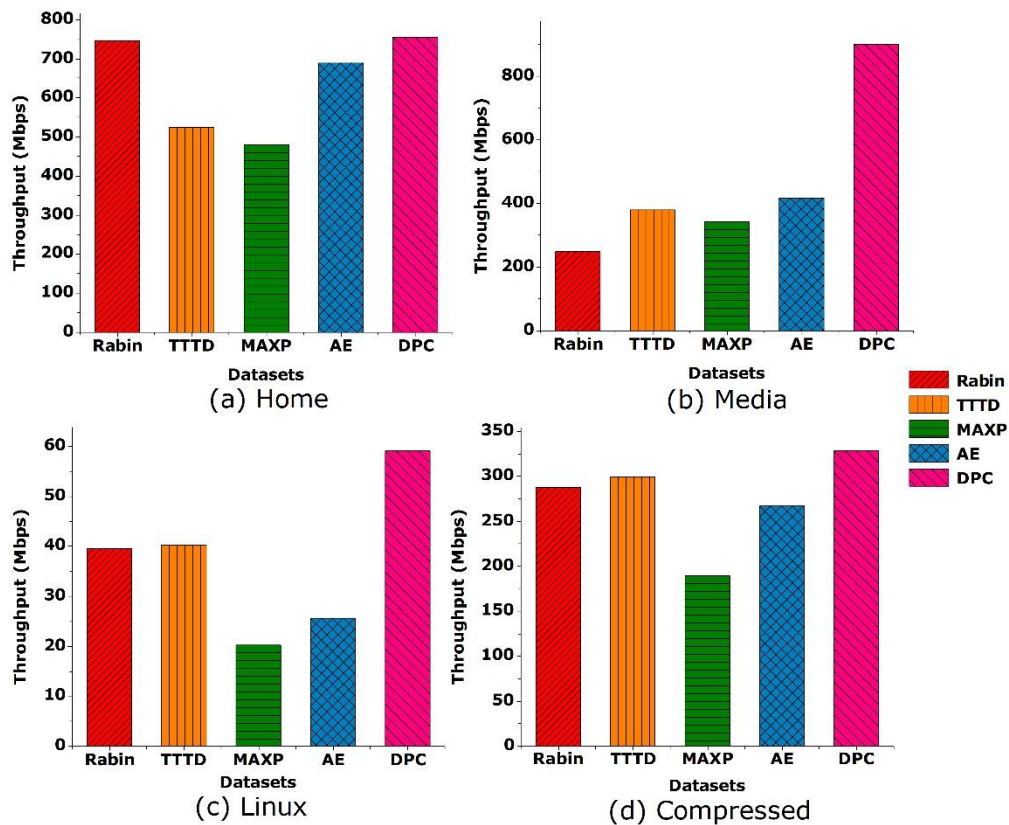 800
700
600
500
400
300
200
100
0
Throughput (Mbps)
Rabin TTTD MAXP AE DPC
Datasets
(a) Home
800
600
400
200
0
Throughput (Mbps)
Rabin TTTD MAXP AE DPC
Datasets
(b) Media
Rabin
TTTD
MAXP
AE
DPC
60
50
40
30
20
10
0
Throughput (Mbps)
Rabin TTTD MAXP AE DPC
Datasets
(c) Linux
350
300
250
200
150
100
50
0
Throughput (Mbps)
Rabin TTTD MAXP AE DPC
Datasets
(d) Compressed